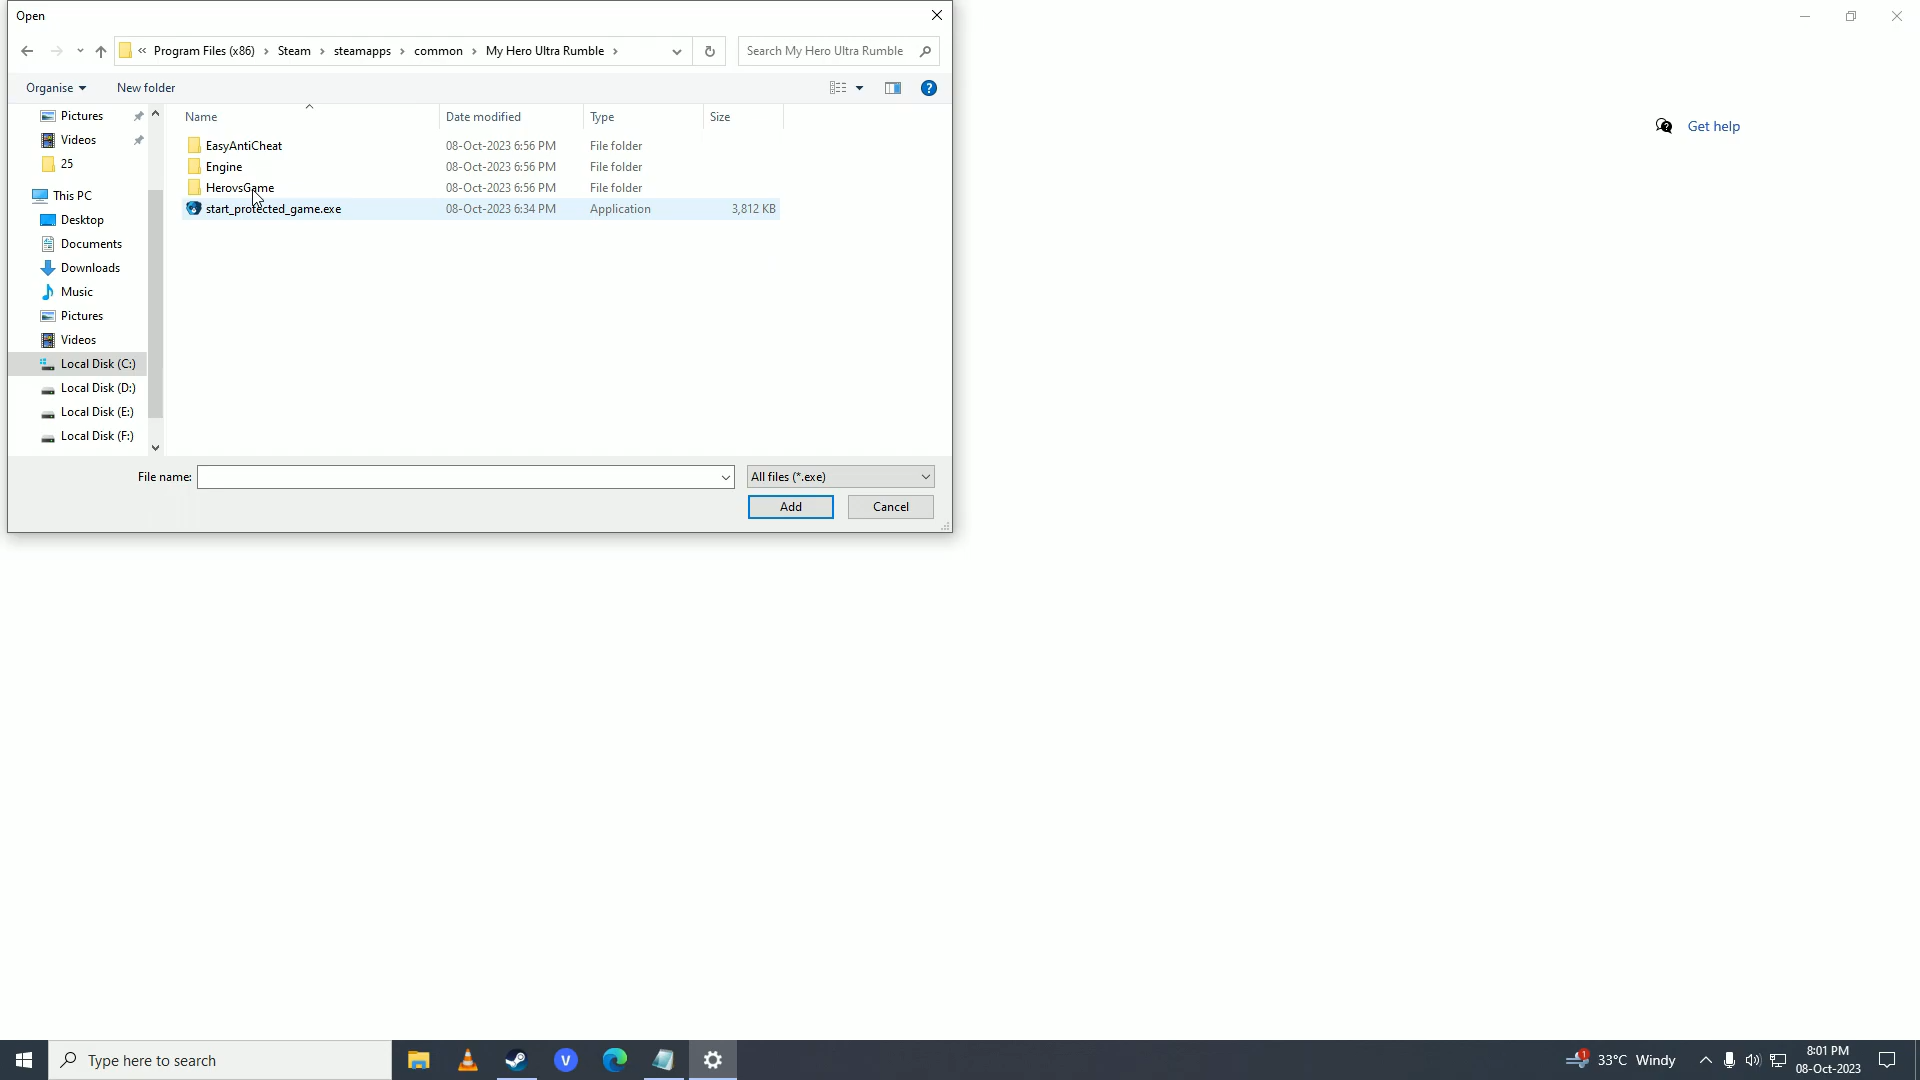 Open
« Program Files (x86) › Steam › steamapps › common › My Hero Ultra Rumble ›
Search My Hero Ultra Rumble
Organise
New folder
Get help
Pictures
Videos
25
This PC
Desktop
Documents
Downloads
Music
Pictures
Videos
Local Disk (C:)
Local Disk (D:)
Local Disk (E:)
Local Disk (F:)
Name Date modified Type Size
EasyAntiCheat 08-Oct-2023 6:56 PM File folder
Engine 08-Oct-2023 6:56 PM File folder
HerovsGame 08-Oct-2023 6:56 PM File folder
start_protected_game.exe 08-Oct-2023 6:34 PM Application 3,812 KB
File name:
All files (*.exe)
Add
Cancel
Type here to search
V
1
33°C Windy
8:01 PM
08-Oct-2023